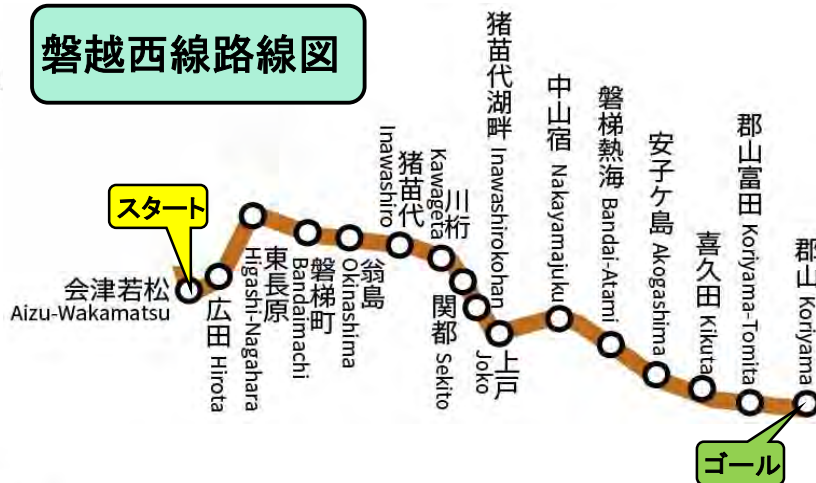 磐越西線路線図
スタート
会津若松
Aizu-Wakamatsu
広田 Hirota
東長原
Higashi-Nagahara
磐梯町
Bandaimachi
翁島
Okinashima
猪苗代
Inawashiro
川桁
Kawageta
関都 Sekito
猪苗代湖畔 Inawashirokohan
上戸
Joko
中山宿 Nakayamajuku
磐梯熱海 Bandai-Atami
安子ケ島 Akogashima
喜久田 Kikuta
郡山富田 Koriyama-Tomita
郡山 Koriyama
ゴール